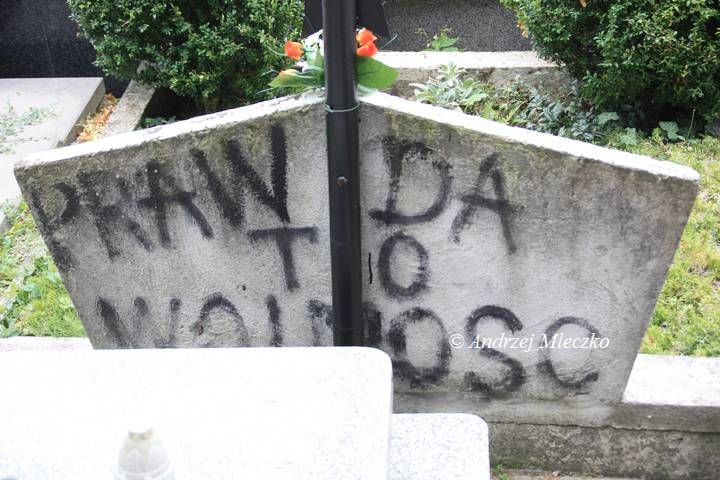 PRAWDA
TO
WOLNOSC
© Andrzej Mleczko